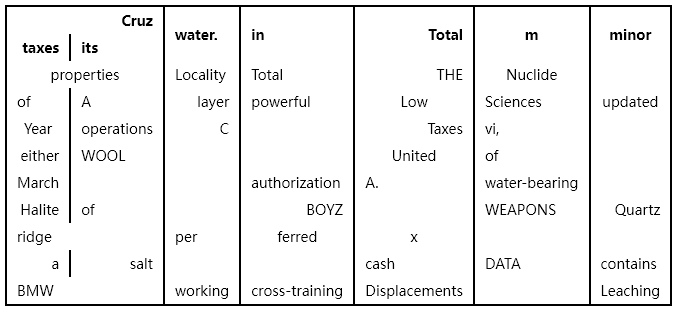 Cruz water. in Total m minor
taxes its
properties Locality Total THE Nuclide
of A layer powerful Low Sciences updated
Year operations C Taxes vi,
either WOOL United of
March authorization A. water-bearing
Halite of BOYZ WEAPONS Quartz
ridge per ferred x
a salt cash DATA contains
BMW working cross-training Displacements Leaching